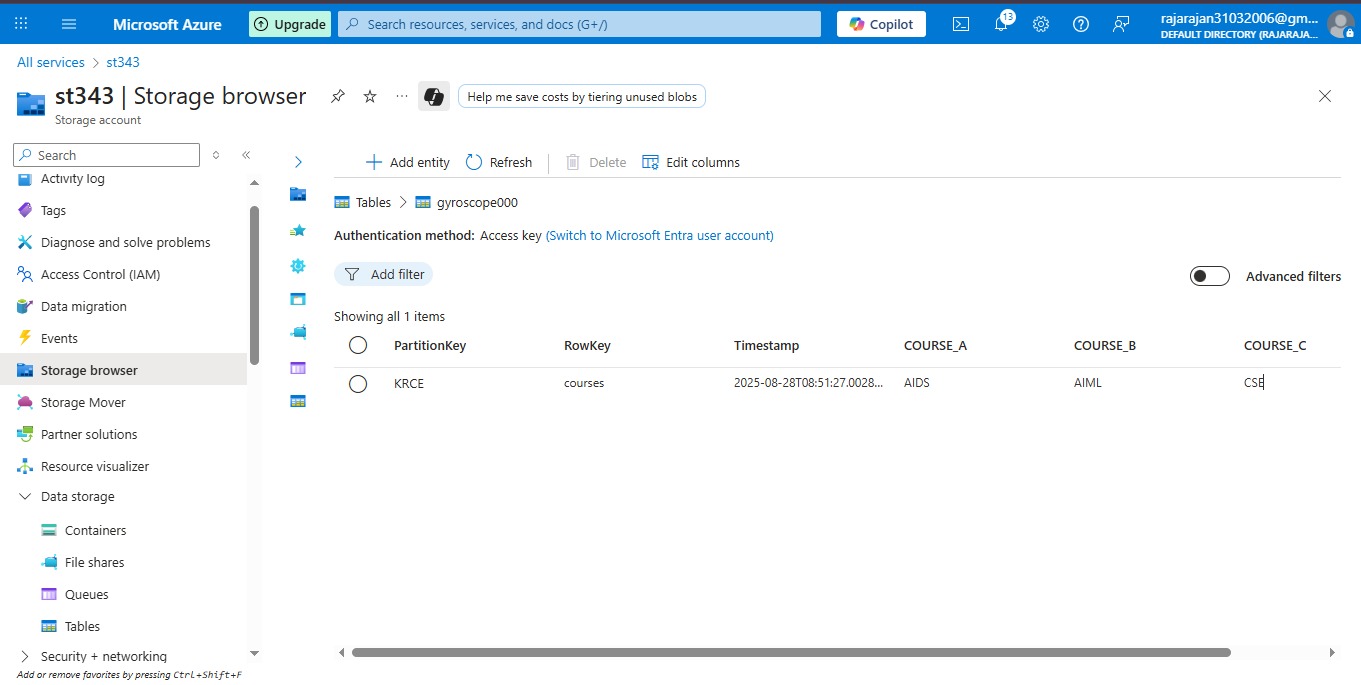 Microsoft Azure
Upgrade
Search resources, services, and docs (G+/)
Copilot
13
rajarajan31032006@gm...
DEFAULT DIRECTORY (RAJARAJA...
All services > st343
st343 | Storage browser
Help me save costs by tiering unused blobs
Storage account
Search
Activity log
Tags
Diagnose and solve problems
Access Control (IAM)
Data migration
Events
Storage browser
Storage Mover
Partner solutions
Resource visualizer
Data storage
Containers
File shares
Queues
Tables
Security + networking
Add or remove favorites by pressing Ctrl+Shift+F
Add entity Refresh Delete Edit columns
Tables > gyroscope000
Authentication method: Access key (Switch to Microsoft Entra user account)
Add filter
Advanced filters
Showing all 1 items
PartitionKey RowKey Timestamp COURSE_A COURSE_B COURSE_C
KRCE courses 2025-08-28T08:51:27.0028... AIDS AIML CSE